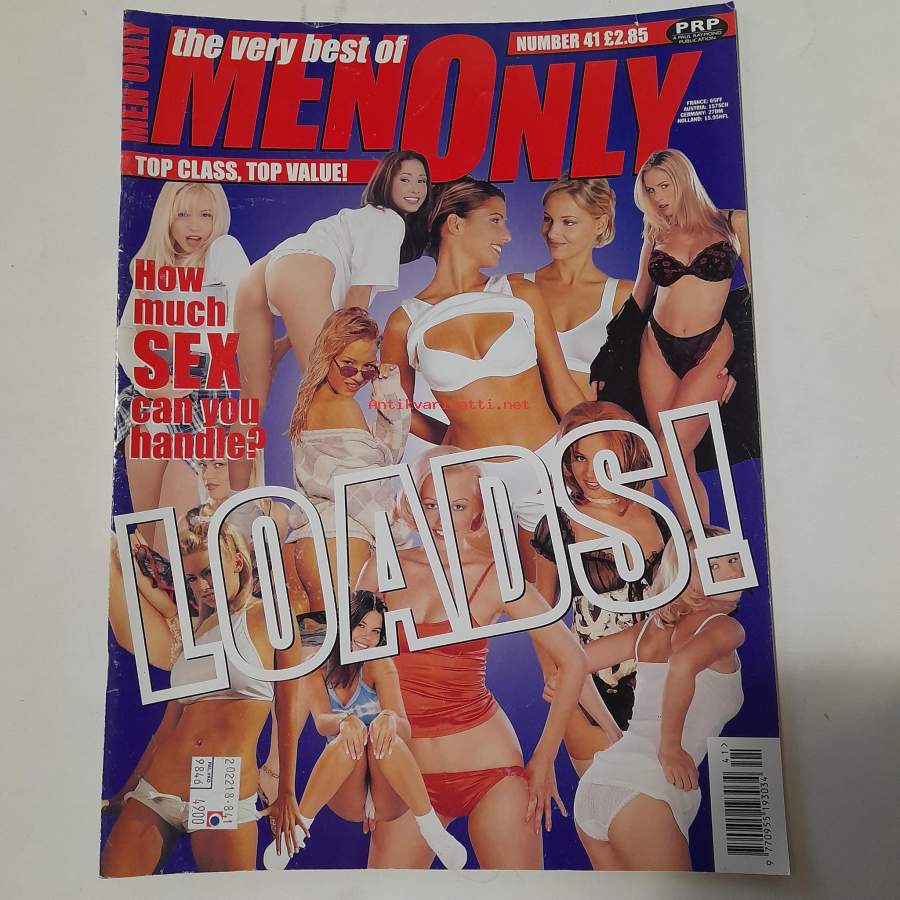 MEN ONLY
the very best of
MENONLY
NUMBER 41 £2.85
PRP
A PAUL RAYMOND
PUBLICATION
FRANCE: 65FF
AUSTRIA: 157SCH
GERMANY: 27DM
HOLLAND: 15.95HFL
TOP CLASS, TOP VALUE!
How
much
SEX
can you
handle?
Antikvariaatti.net
LOADS!
202218-841
9846 4900
41>
9 770955 193034